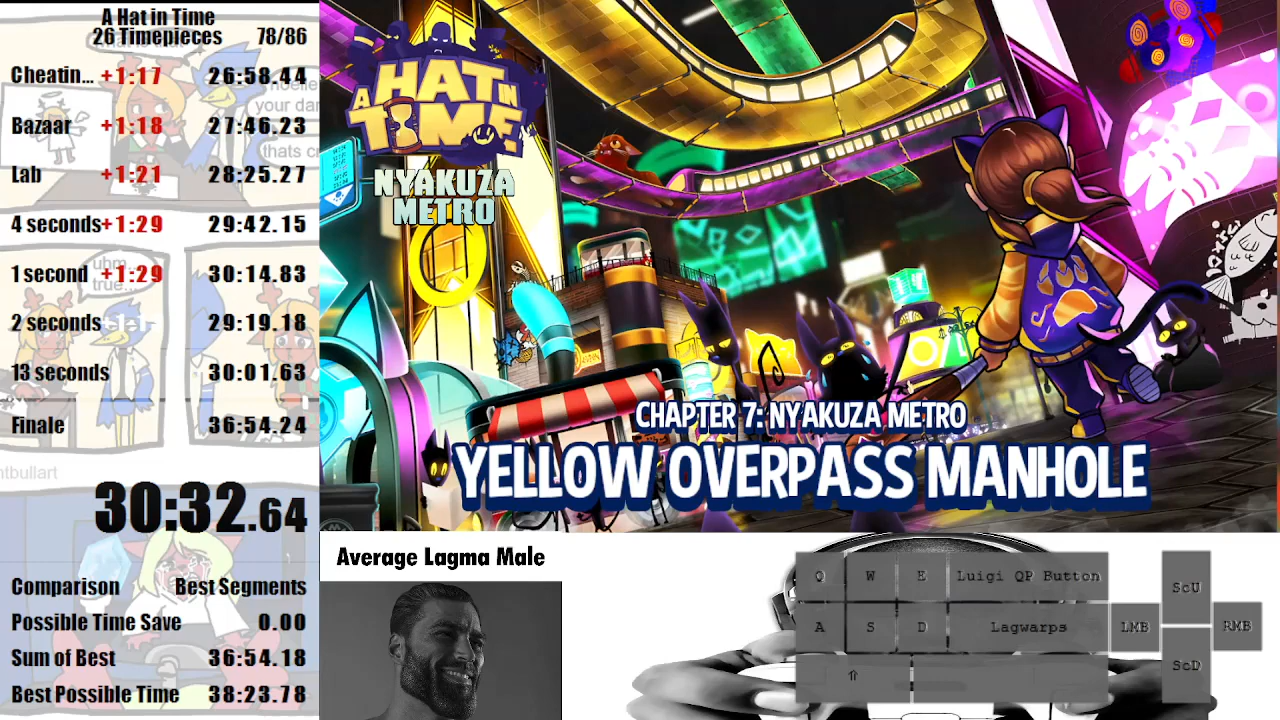 A Hat in Time
26 Timepieces 78/86
Cheatin... +1:17 26:58.44
Bazaar +1:18 27:46.23
Lab +1:21 28:25.27
4 seconds +1:29 29:42.15
1 second +1:29 30:14.83
2 seconds 29:19.18
13 seconds 30:01.63
Finale 36:54.24
30:32.64
Comparison Best Segments
Possible Time Save 0.00
Sum of Best 36:54.18
Best Possible Time 38:23.78
your dar
uhm
true...
ntbullart
A HAT IN TIME
NYAKUZA
METRO
CHAPTER 7: NYAKUZA METRO
YELLOW OVERPASS MANHOLE
Average Lagma Male
Q W E Luigi QP Button
A S D Lagwarps
⇧
LMB ScU RMB
ScD